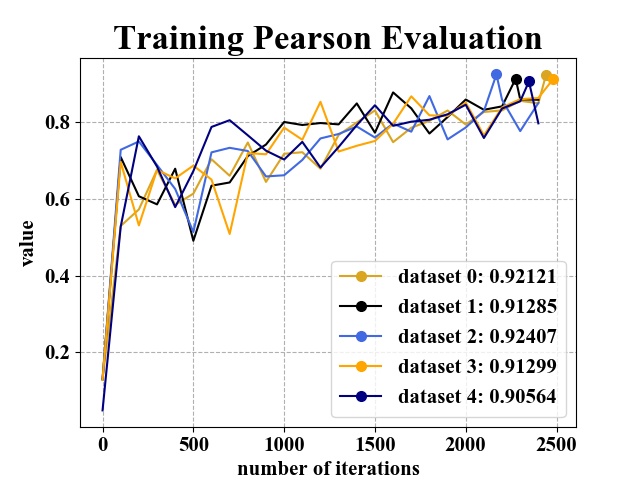 Training Pearson Evaluation
value
0.8
0.6
0.4
0.2
dataset 0: 0.92121
dataset 1: 0.91285
dataset 2: 0.92407
dataset 3: 0.91299
dataset 4: 0.90564
0 500 1000 1500 2000 2500
number of iterations